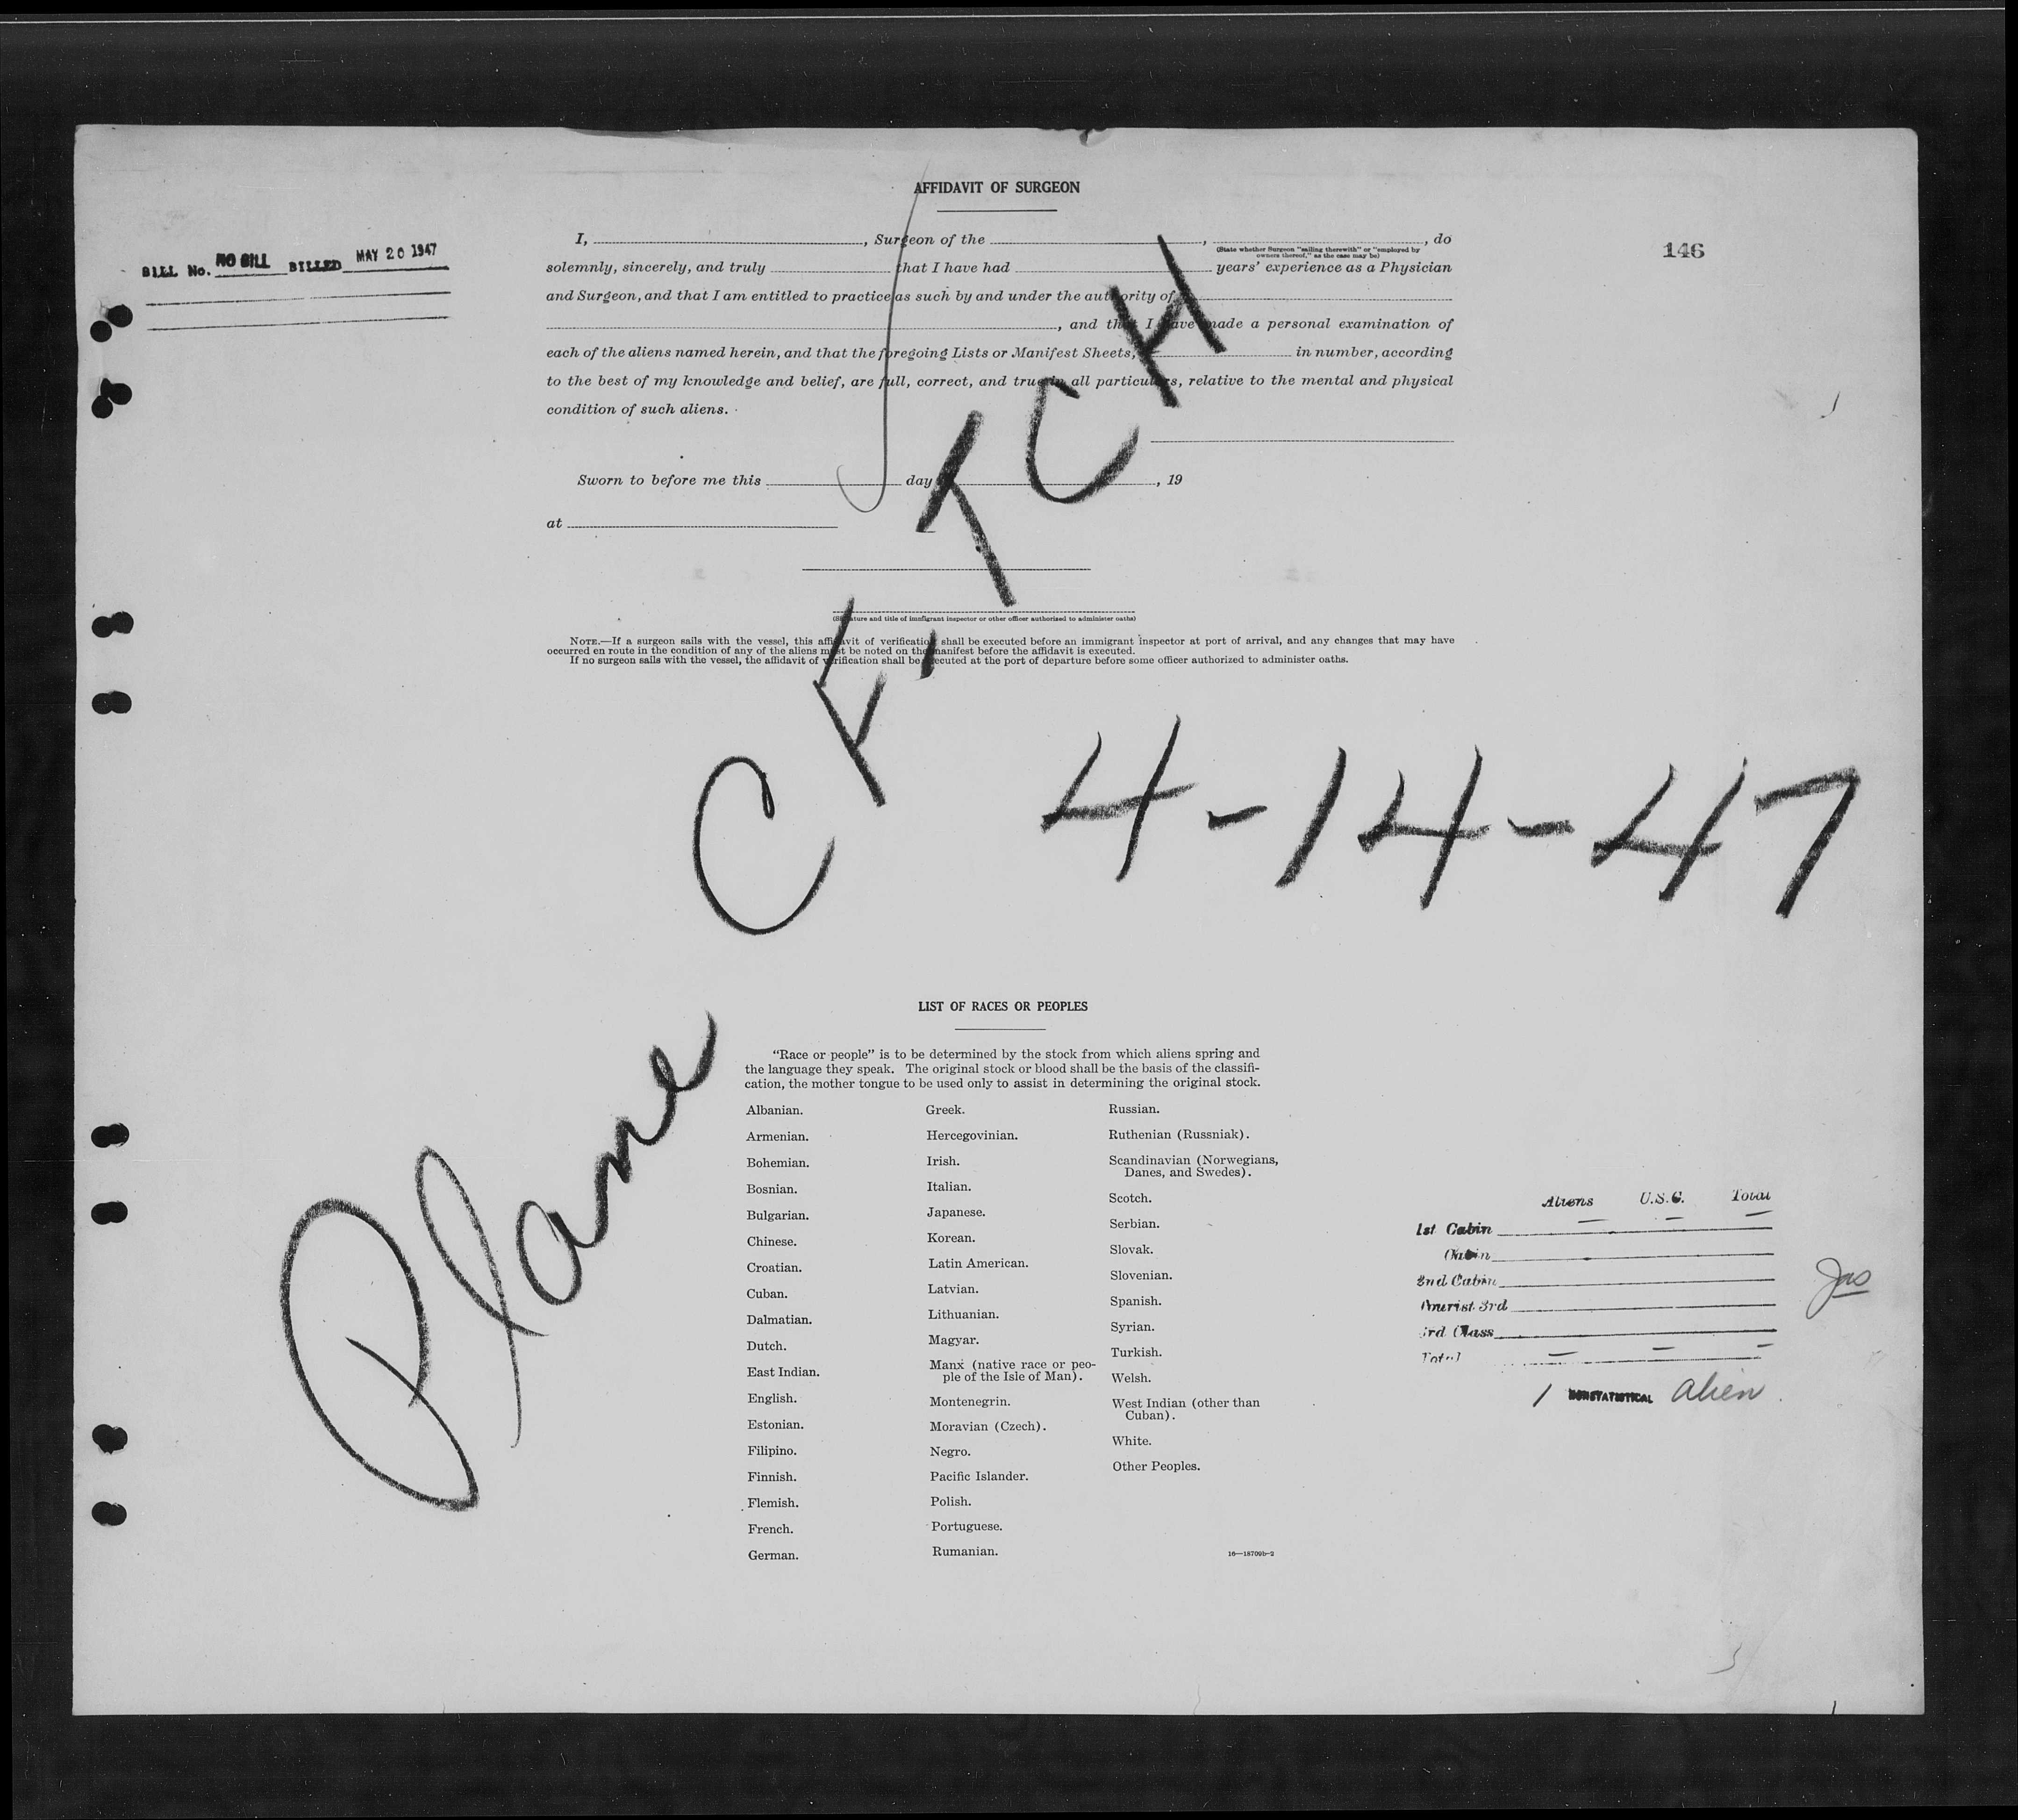 AFFIDAVIT OF SURGEON
I, , Surgeon of the , , do
(State whether Surgeon "sailing therewith" or "employed by
owners thereof," as the case may be)
BILL No. NO BILL BILLED MAY 20 1947
146
solemnly, sincerely, and truly that I have had years' experience as a Physician
and Surgeon, and that I am entitled to practice as such by and under the authority of
, and that I have made a personal examination of
each of the aliens named herein, and that the foregoing Lists or Manifest Sheets, in number, according
to the best of my knowledge and belief, are full, correct, and true in all particulars, relative to the mental and physical
condition of such aliens.
Sworn to before me this day , 19
at
(Signature and title of immigrant inspector or other officer authorized to administer oaths)
NOTE.—If a surgeon sails with the vessel, this affidavit of verification shall be executed before an immigrant inspector at port of arrival, and any changes that may have
occurred en route in the condition of any of the aliens must be noted on the manifest before the affidavit is executed.
If no surgeon sails with the vessel, the affidavit of verification shall be executed at the port of departure before some officer authorized to administer oaths.
Plane
4-14-47
LIST OF RACES OR PEOPLES
"Race or people" is to be determined by the stock from which aliens spring and
the language they speak. The original stock or blood shall be the basis of the classifi-
cation, the mother tongue to be used only to assist in determining the original stock.
Albanian.
Armenian.
Bohemian.
Bosnian.
Bulgarian.
Chinese.
Croatian.
Cuban.
Dalmatian.
Dutch.
East Indian.
English.
Estonian.
Filipino.
Finnish.
Flemish.
French.
German.
Greek.
Hercegovinian.
Irish.
Italian.
Japanese.
Korean.
Latin American.
Latvian.
Lithuanian.
Magyar.
Manx (native race or peo-
ple of the Isle of Man).
Montenegrin.
Moravian (Czech).
Negro.
Pacific Islander.
Polish.
Portuguese.
Rumanian.
Russian.
Ruthenian (Russniak).
Scandinavian (Norwegians,
Danes, and Swedes).
Scotch.
Serbian.
Slovak.
Slovenian.
Spanish.
Syrian.
Turkish.
Welsh.
West Indian (other than
Cuban).
White.
Other Peoples.
16—18709b-2
Aliens U.S.C. Total
1st Cabin — — —
Cabin
2nd Cabin
Tourist 3rd
3rd Class
Total — — —
1 NONSTATISTICAL alien